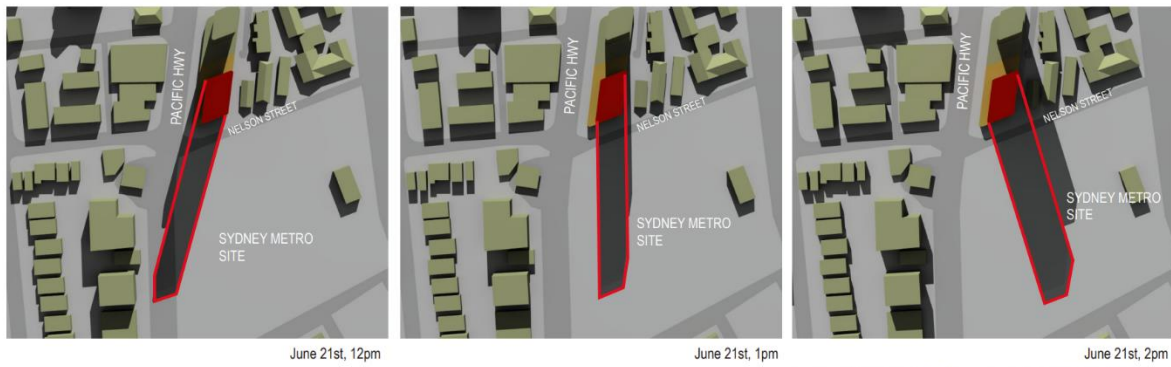 PACIFIC HWY
NELSON STREET
SYDNEY METRO
SITE
June 21st, 12pm
PACIFIC HWY
NELSON STREET
SYDNEY METRO
SITE
June 21st, 1pm
PACIFIC HWY
NELSON STREET
SYDNEY METRO
SITE
June 21st, 2pm